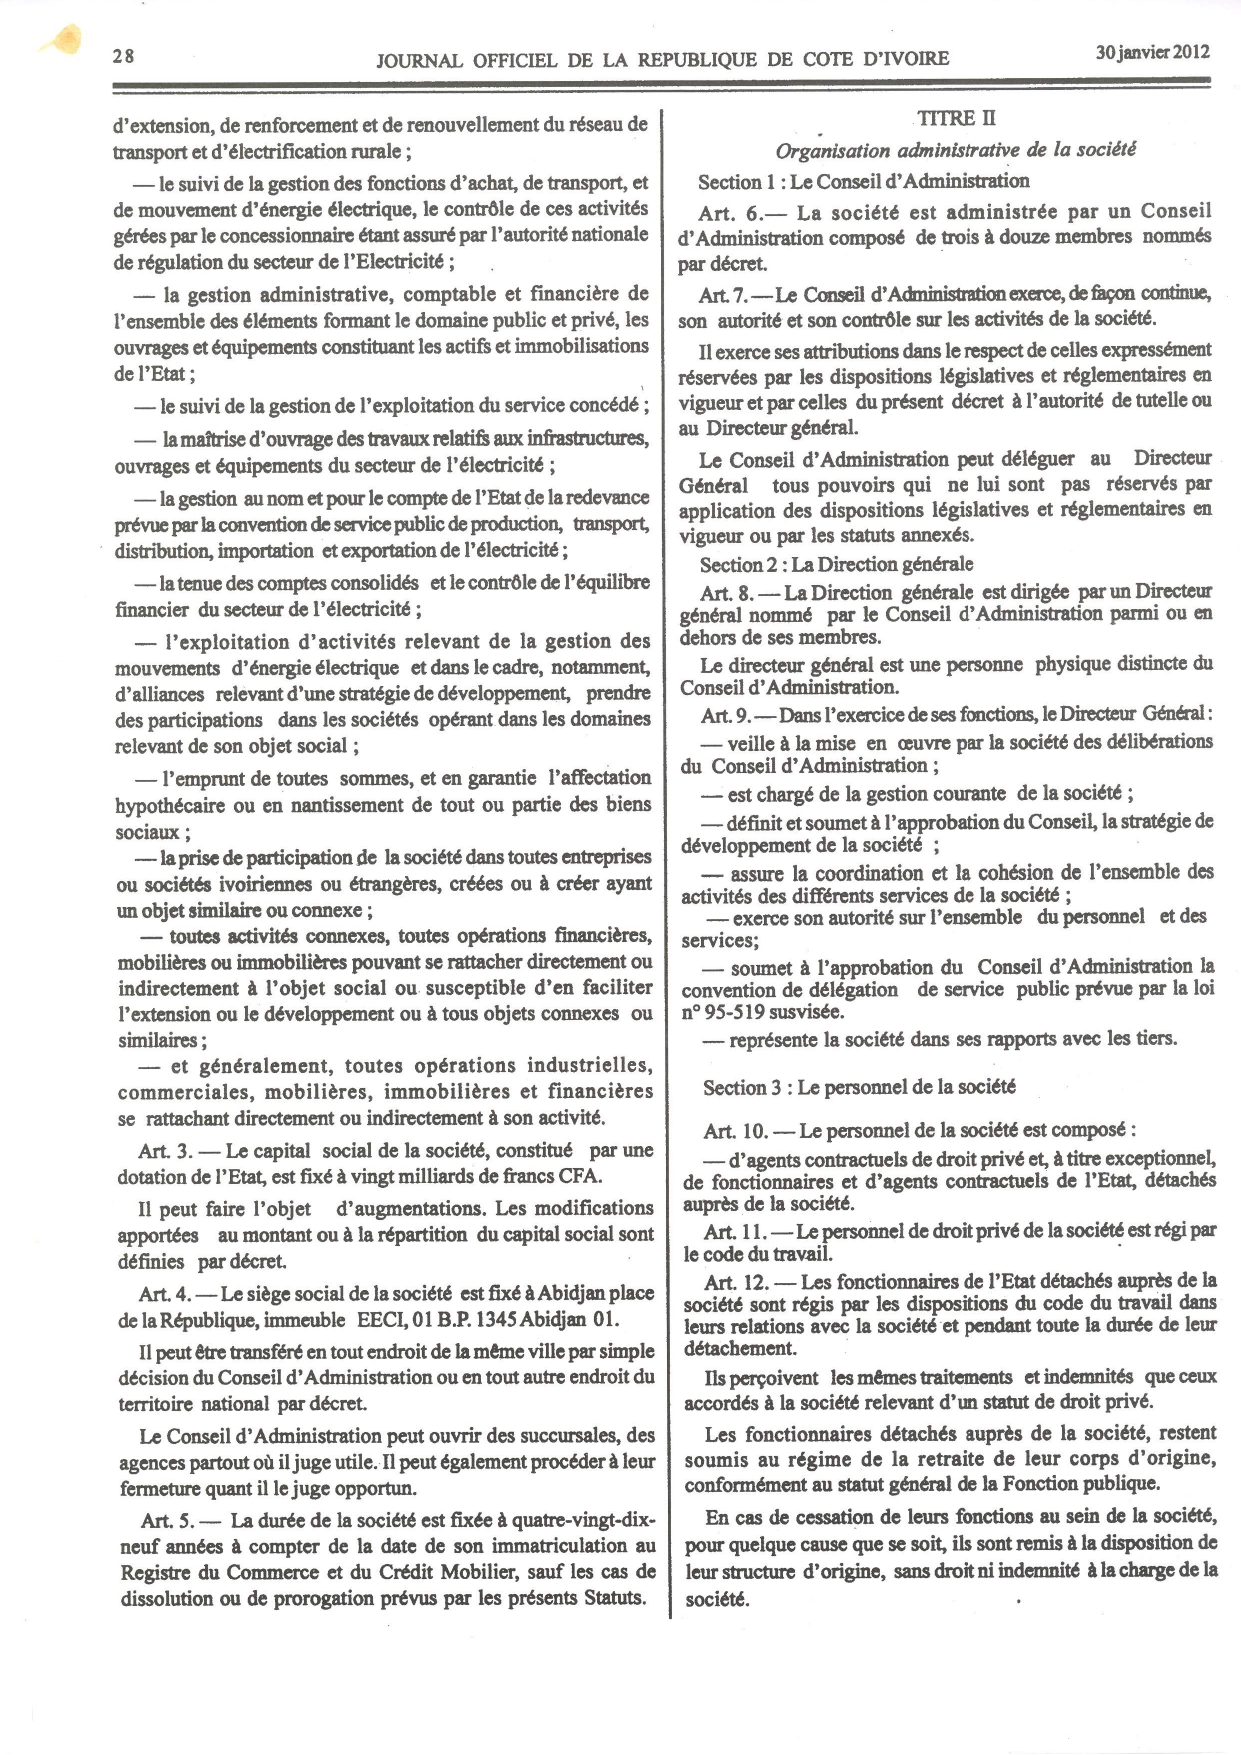 28
JOURNAL OFFICIEL DE LA REPUBLIQUE DE COTE D'IVOIRE
30 janvier 2012
d'extension, de renforcement et de renouvellement du réseau de
transport et d'électrification rurale ;
— le suivi de la gestion des fonctions d'achat, de transport, et
de mouvement d'énergie électrique, le contrôle de ces activités
gérées par le concessionnaire étant assuré par l'autorité nationale
de régulation du secteur de l'Electricité ;
— la gestion administrative, comptable et financière de
l'ensemble des éléments formant le domaine public et privé, les
ouvrages et équipements constituant les actifs et immobilisations
de l'Etat ;
— le suivi de la gestion de l'exploitation du service concédé ;
— la maîtrise d'ouvrage des travaux relatifs aux infrastructures,
ouvrages et équipements du secteur de l'électricité ;
— la gestion au nom et pour le compte de l'Etat de la redevance
prévue par la convention de service public de production, transport,
distribution, importation et exportation de l'électricité ;
— la tenue des comptes consolidés et le contrôle de l'équilibre
financier du secteur de l'électricité ;
— l'exploitation d'activités relevant de la gestion des
mouvements d'énergie électrique et dans le cadre, notamment,
d'alliances relevant d'une stratégie de développement, prendre
des participations dans les sociétés opérant dans les domaines
relevant de son objet social ;
— l'emprunt de toutes sommes, et en garantie l'affectation
hypothécaire ou en nantissement de tout ou partie des biens
sociaux ;
— la prise de participation de la société dans toutes entreprises
ou sociétés ivoiriennes ou étrangères, créées ou à créer ayant
un objet similaire ou connexe ;
— toutes activités connexes, toutes opérations financières,
mobilières ou immobilières pouvant se rattacher directement ou
indirectement à l'objet social ou susceptible d'en faciliter
l'extension ou le développement ou à tous objets connexes ou
similaires ;
— et généralement, toutes opérations industrielles,
commerciales, mobilières, immobilières et financières
se rattachant directement ou indirectement à son activité.
Art. 3. — Le capital social de la société, constitué par une
dotation de l'Etat, est fixé à vingt milliards de francs CFA.
Il peut faire l'objet d'augmentations. Les modifications
apportées au montant ou à la répartition du capital social sont
définies par décret.
Art. 4. — Le siège social de la société est fixé à Abidjan place
de la République, immeuble EECI, 01 B.P. 1345 Abidjan 01.
Il peut être transféré en tout endroit de la même ville par simple
décision du Conseil d'Administration ou en tout autre endroit du
territoire national par décret.
Le Conseil d'Administration peut ouvrir des succursales, des
agences partout où il juge utile. Il peut également procéder à leur
fermeture quant il le juge opportun.
Art. 5. — La durée de la société est fixée à quatre-vingt-dix-
neuf années à compter de la date de son immatriculation au
Registre du Commerce et du Crédit Mobilier, sauf les cas de
dissolution ou de prorogation prévus par les présents Statuts.
TITRE II
Organisation administrative de la société
Section 1 : Le Conseil d'Administration
Art. 6.— La société est administrée par un Conseil
d'Administration composé de trois à douze membres nommés
par décret.
Art. 7. — Le Conseil d'Administration exerce, de façon continue,
son autorité et son contrôle sur les activités de la société.
Il exerce ses attributions dans le respect de celles expressément
réservées par les dispositions législatives et réglementaires en
vigueur et par celles du présent décret à l'autorité de tutelle ou
au Directeur général.
Le Conseil d'Administration peut déléguer au Directeur
Général tous pouvoirs qui ne lui sont pas réservés par
application des dispositions législatives et réglementaires en
vigueur ou par les statuts annexés.
Section 2 : La Direction générale
Art. 8. — La Direction générale est dirigée par un Directeur
général nommé par le Conseil d'Administration parmi ou en
dehors de ses membres.
Le directeur général est une personne physique distincte du
Conseil d'Administration.
Art. 9. — Dans l'exercice de ses fonctions, le Directeur Général :
— veille à la mise en œuvre par la société des délibérations
du Conseil d'Administration ;
— est chargé de la gestion courante de la société ;
— définit et soumet à l'approbation du Conseil, la stratégie de
développement de la société ;
— assure la coordination et la cohésion de l'ensemble des
activités des différents services de la société ;
— exerce son autorité sur l'ensemble du personnel et des
services;
— soumet à l'approbation du Conseil d'Administration la
convention de délégation de service public prévue par la loi
n° 95-519 susvisée.
— représente la société dans ses rapports avec les tiers.
Section 3 : Le personnel de la société
Art. 10. — Le personnel de la société est composé :
— d'agents contractuels de droit privé et, à titre exceptionnel,
de fonctionnaires et d'agents contractuels de l'Etat, détachés
auprès de la société.
Art. 11. — Le personnel de droit privé de la société est régi par
le code du travail.
Art. 12. — Les fonctionnaires de l'Etat détachés auprès de la
société sont régis par les dispositions du code du travail dans
leurs relations avec la société et pendant toute la durée de leur
détachement.
Ils perçoivent les mêmes traitements et indemnités que ceux
accordés à la société relevant d'un statut de droit privé.
Les fonctionnaires détachés auprès de la société, restent
soumis au régime de la retraite de leur corps d'origine,
conformément au statut général de la Fonction publique.
En cas de cessation de leurs fonctions au sein de la société,
pour quelque cause que se soit, ils sont remis à la disposition de
leur structure d'origine, sans droit ni indemnité à la charge de la
société.